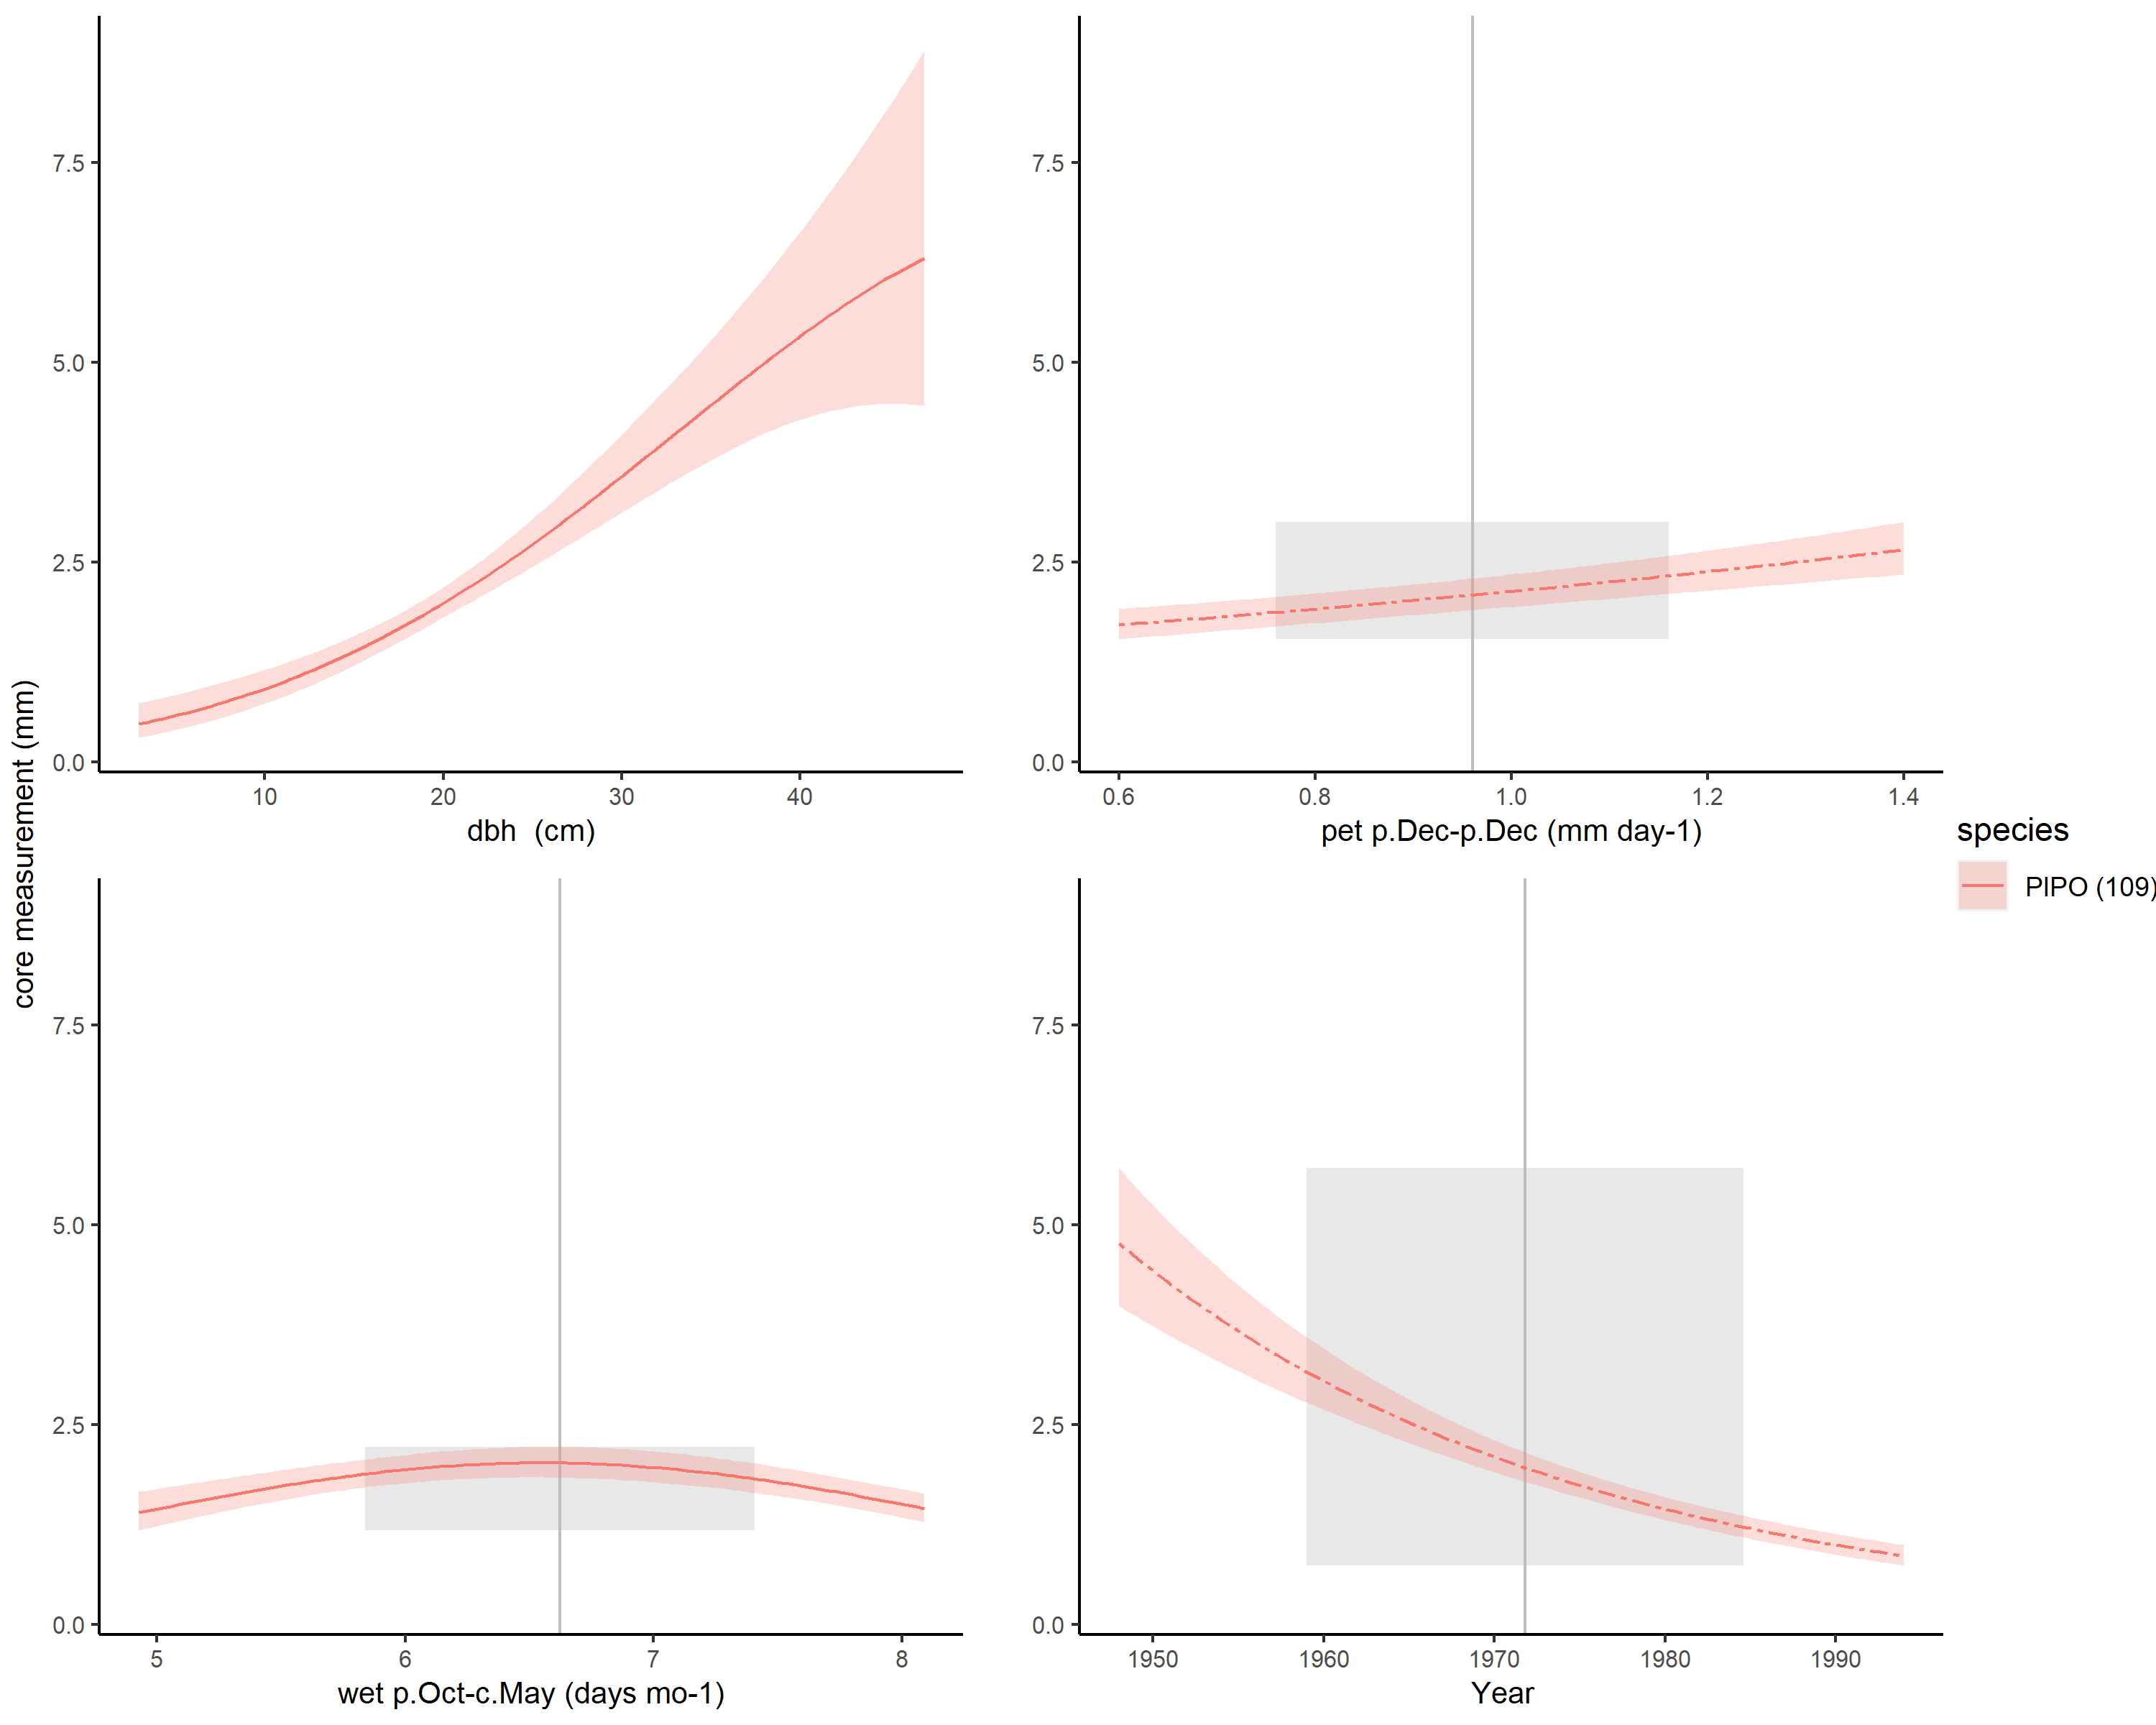 core measurement (mm)
7.5
5.0
2.5
0.0
10 20 30 40
dbh  (cm)
7.5
5.0
2.5
0.0
0.6 0.8 1.0 1.2 1.4
pet p.Dec-p.Dec (mm day-1)
7.5
5.0
2.5
0.0
5 6 7 8
wet p.Oct-c.May (days mo-1)
7.5
5.0
2.5
0.0
1950 1960 1970 1980 1990
Year
species
PIPO (109)